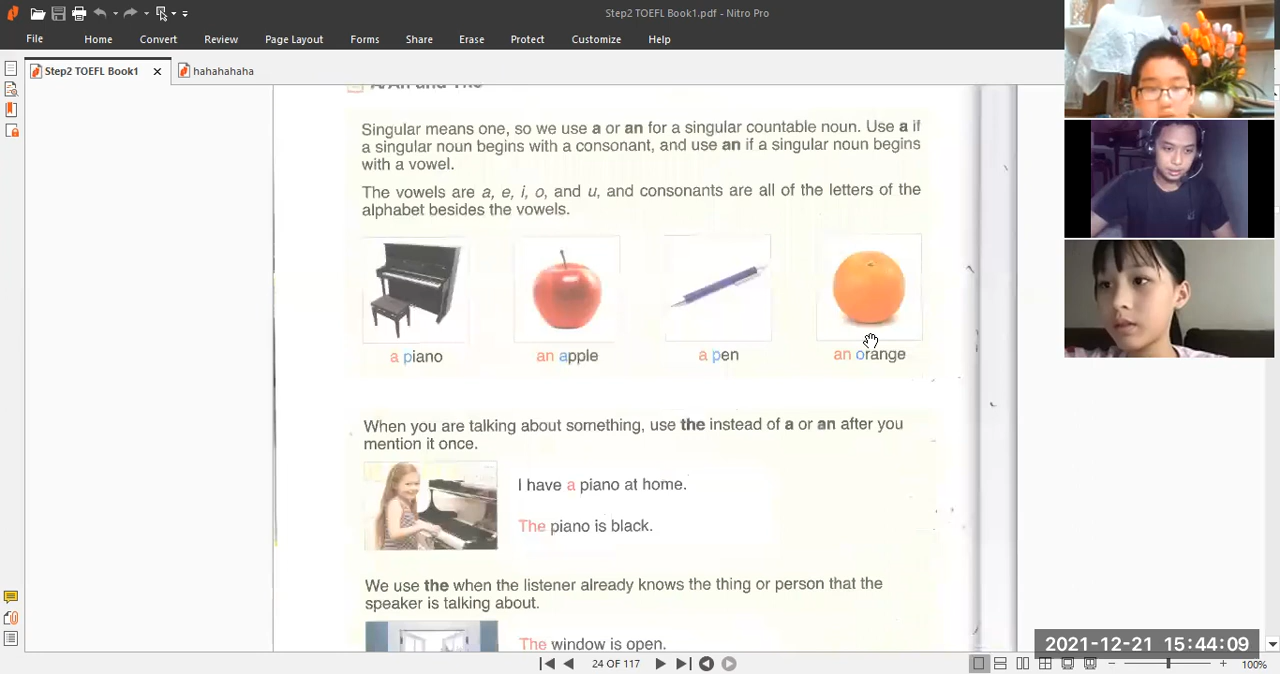 Step2 TOEFL Book1.pdf - Nitro Pro
File Home Convert Review Page Layout Forms Share Erase Protect Customize Help
Step2 TOEFL Book1 hahahahaha
A/An and The
Singular means one, so we use a or an for a singular countable noun. Use a if
a singular noun begins with a consonant, and use an if a singular noun begins
with a vowel.
The vowels are a, e, i, o, and u, and consonants are all of the letters of the
alphabet besides the vowels.
a piano an apple a pen an orange
When you are talking about something, use the instead of a or an after you
mention it once.
I have a piano at home.
The piano is black.
We use the when the listener already knows the thing or person that the
speaker is talking about.
The window is open.
2021-12-21 15:44:09
24 OF 117
100%